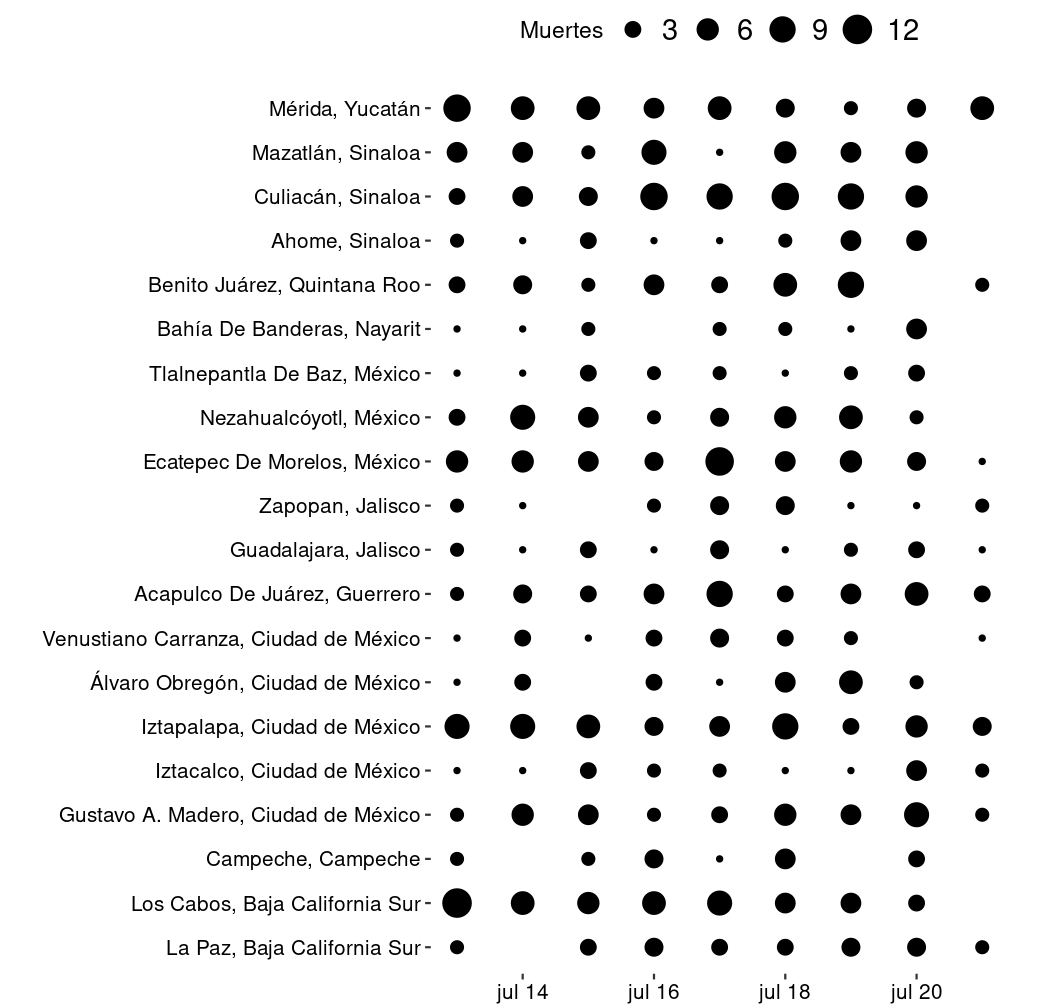 Muertes 3 6 9 12
Mérida, Yucatán
Mazatlán, Sinaloa
Culiacán, Sinaloa
Ahome, Sinaloa
Benito Juárez, Quintana Roo
Bahía De Banderas, Nayarit
Tlalnepantla De Baz, México
Nezahualcóyotl, México
Ecatepec De Morelos, México
Zapopan, Jalisco
Guadalajara, Jalisco
Acapulco De Juárez, Guerrero
Venustiano Carranza, Ciudad de México
Álvaro Obregón, Ciudad de México
Iztapalapa, Ciudad de México
Iztacalco, Ciudad de México
Gustavo A. Madero, Ciudad de México
Campeche, Campeche
Los Cabos, Baja California Sur
La Paz, Baja California Sur
jul 14 jul 16 jul 18 jul 20